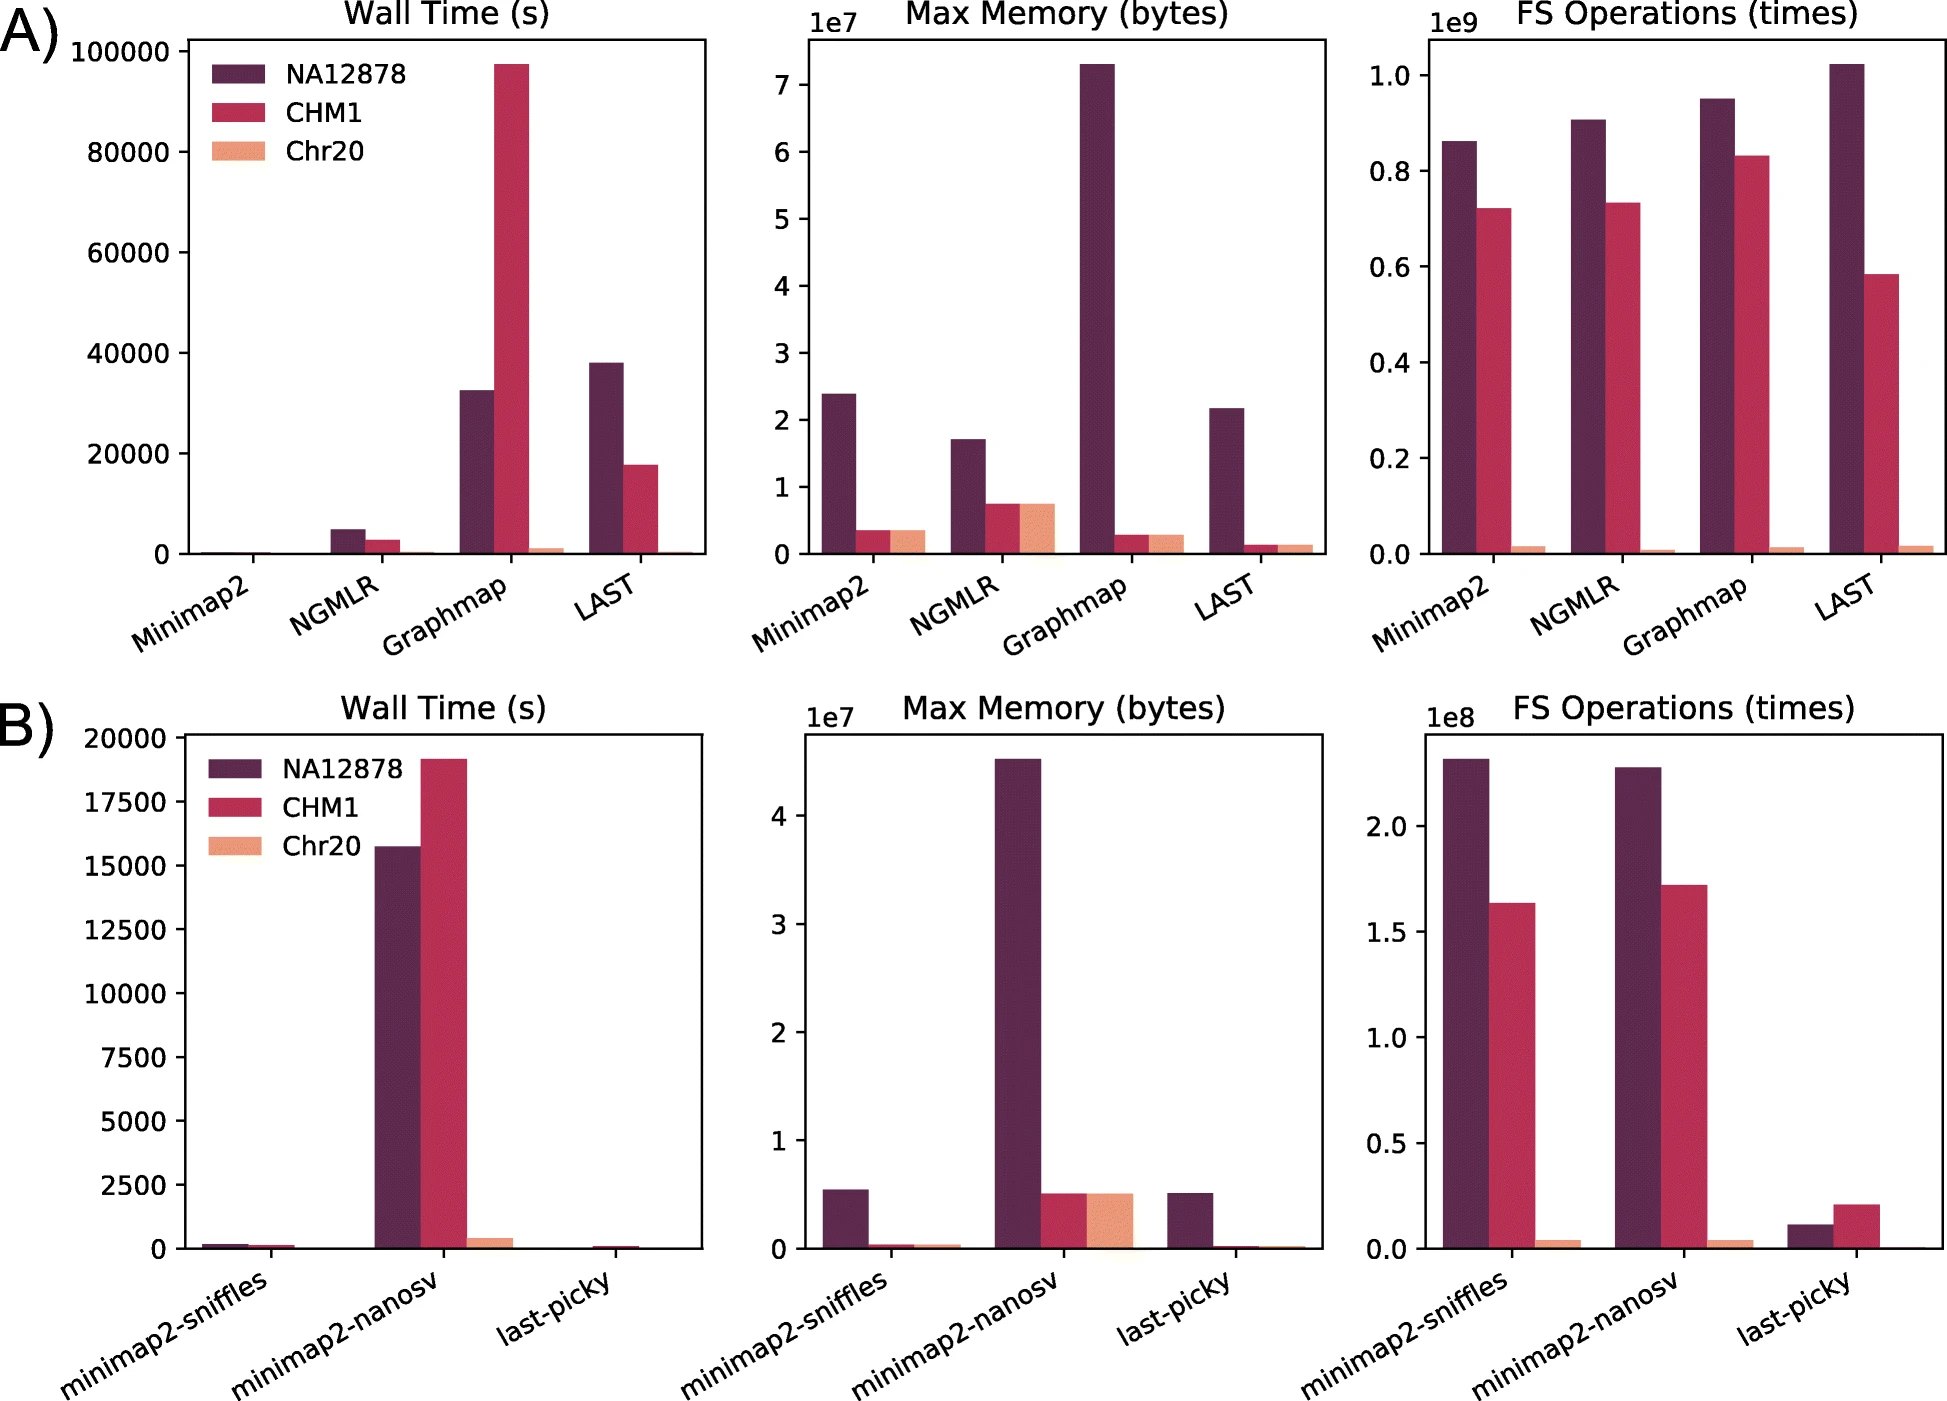 A)
Wall Time (s)
100000
80000
60000
40000
20000
0
NA12878
CHM1
Chr20
Minimap2
NGMLR
Graphmap
LAST
1e7
Max Memory (bytes)
7
6
5
4
3
2
1
0
Minimap2
NGMLR
Graphmap
LAST
1e9
FS Operations (times)
1.0
0.8
0.6
0.4
0.2
0.0
Minimap2
NGMLR
Graphmap
LAST
B)
Wall Time (s)
20000
17500
15000
12500
10000
7500
5000
2500
0
NA12878
CHM1
Chr20
minimap2-sniffles
minimap2-nanosv
last-picky
1e7
Max Memory (bytes)
4
3
2
1
0
minimap2-sniffles
minimap2-nanosv
last-picky
1e8
FS Operations (times)
2.0
1.5
1.0
0.5
0.0
minimap2-sniffles
minimap2-nanosv
last-picky